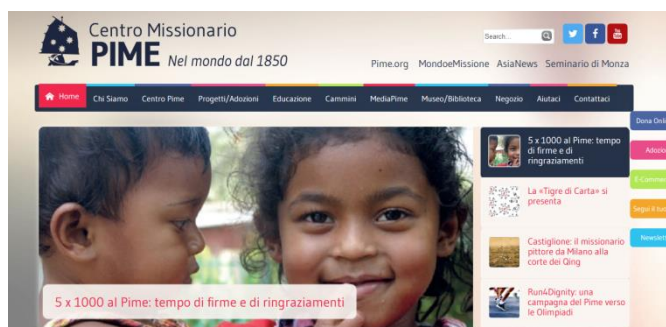 Centro Missionario
PIME Nel mondo dal 1850
Search...
Pime.org MondoeMissione AsiaNews Seminario di Monza
Home Chi Siamo Centro Pime Progetti/Adozioni Educazione Cammini MediaPime Museo/Biblioteca Negozio Aiutaci Contattaci
5 x 1000 al Pime: tempo di firme e di ringraziamenti
5 x 1000 al Pime: tempo
di firme e di
ringraziamenti
La «Tigre di Carta» si
presenta
Castiglione: il missionario
pittore da Milano alla
corte dei Qing
Run4Dignity: una
campagna del Pime verso
le Olimpiadi
Dona Onli
Adozio
E-Commer
Segui il tuo
Newslett